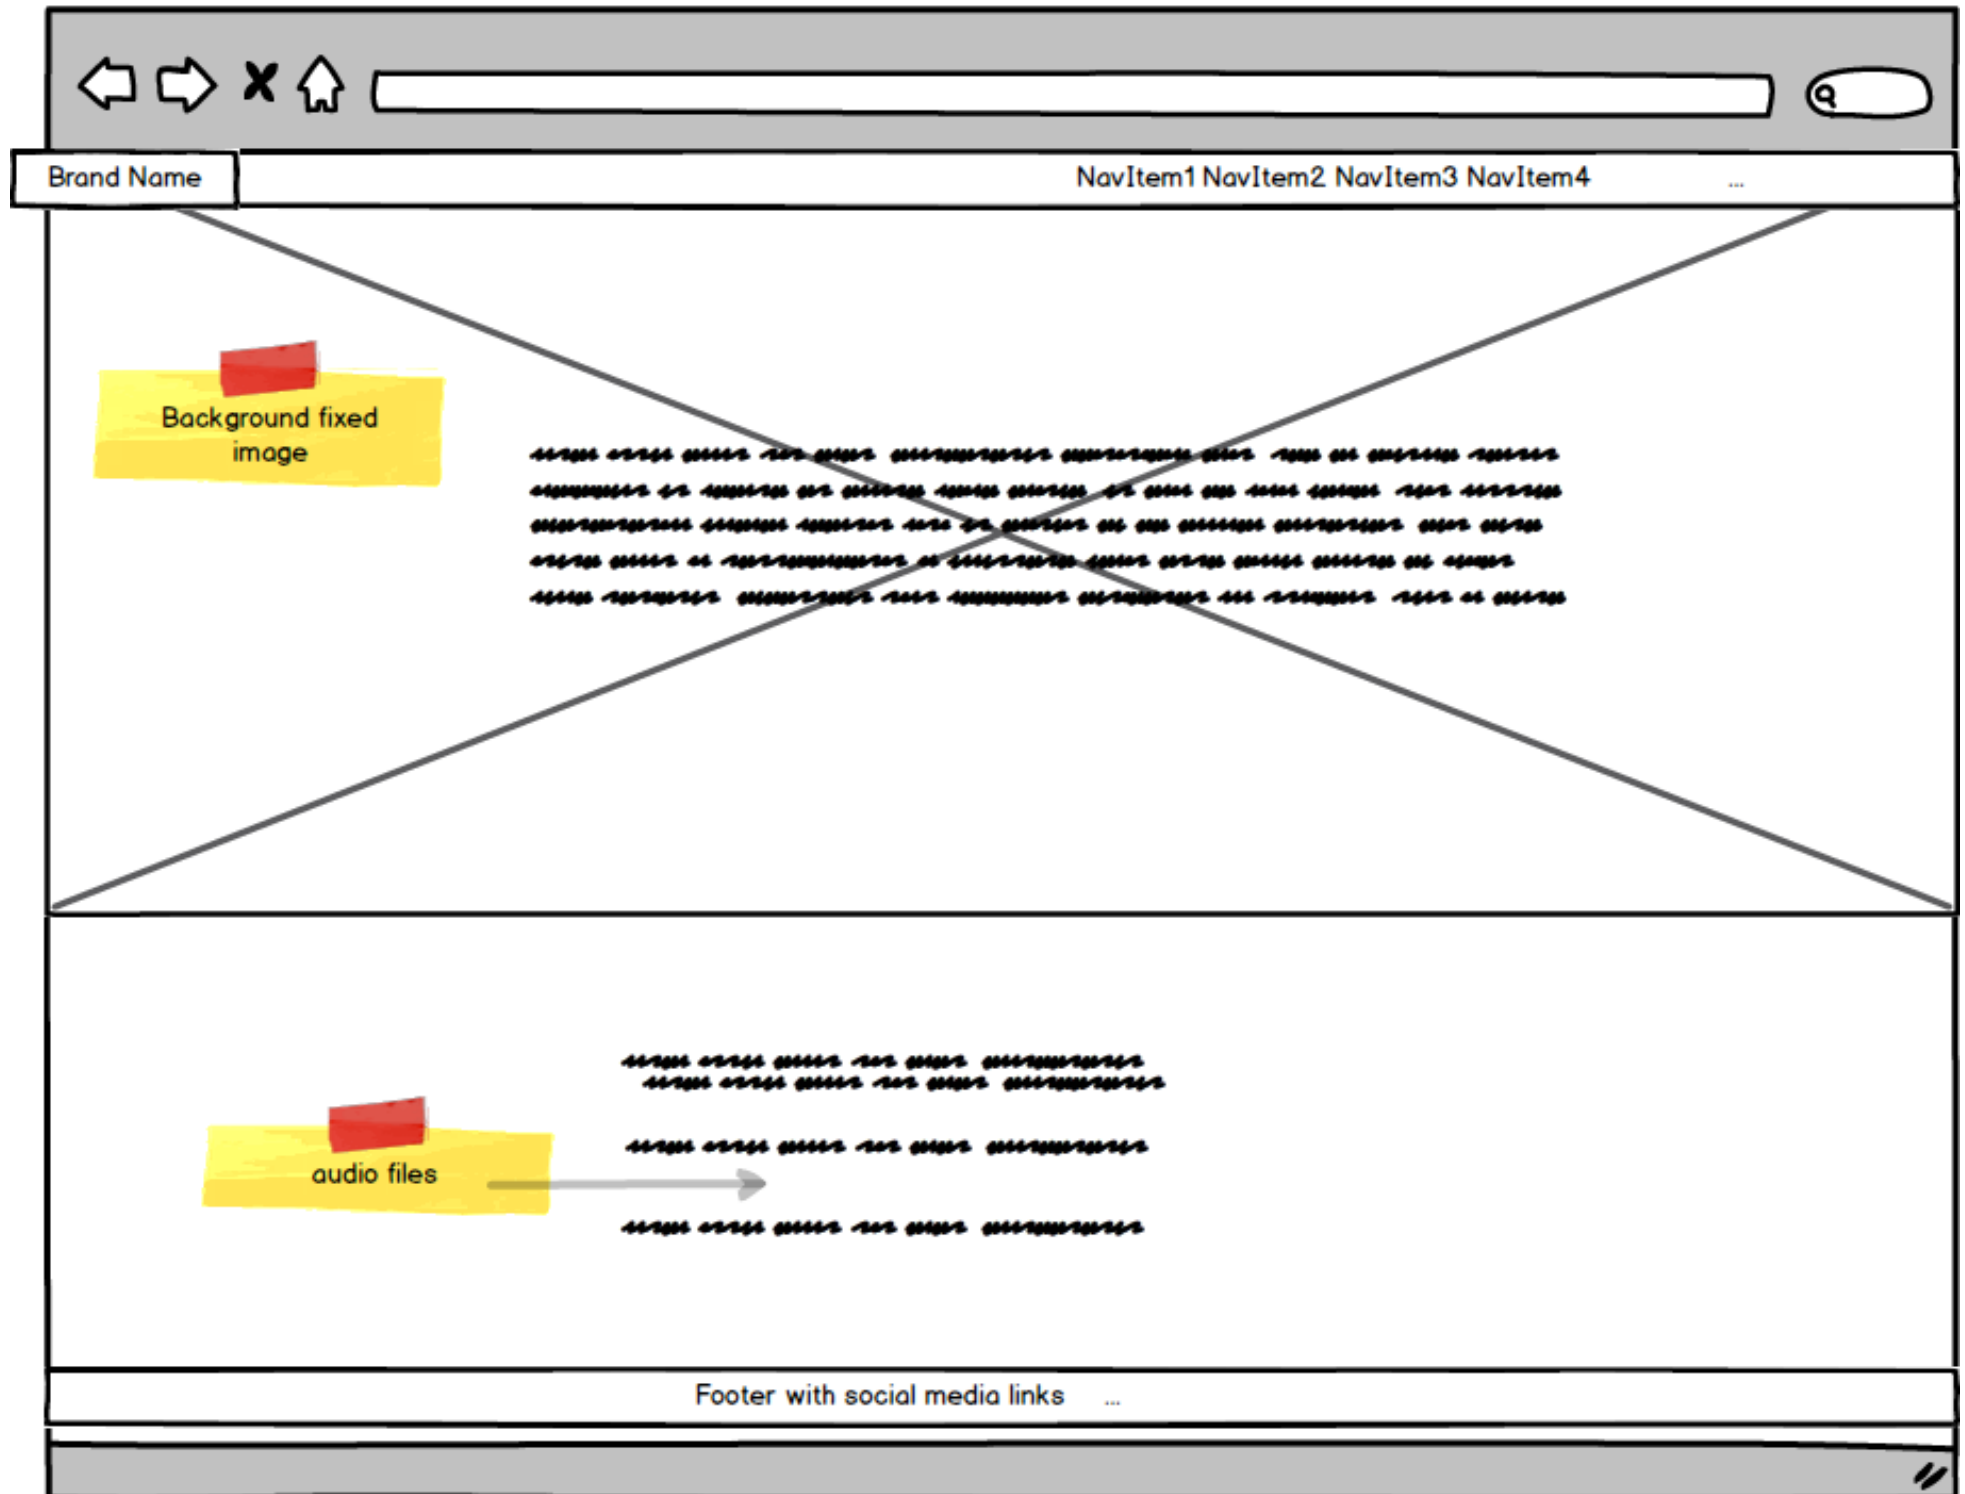 Brand Name
NavItem1 NavItem2 NavItem3 NavItem4 ...
Background fixed
image
audio files
Footer with social media links ...